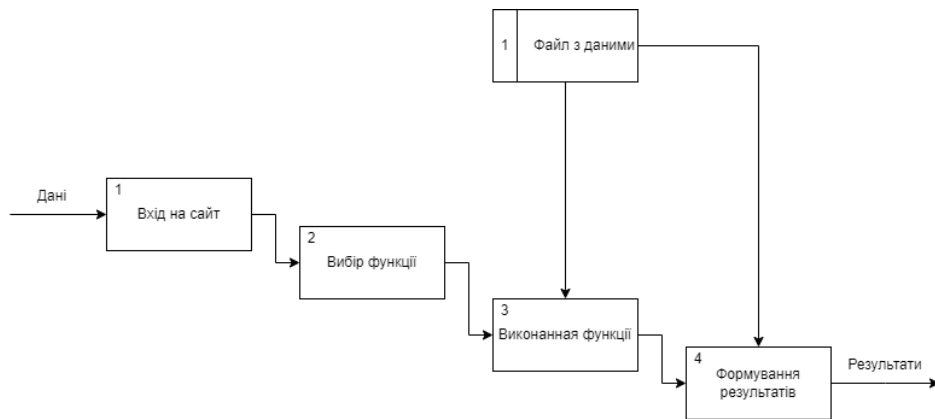 1
Файл з даними
Дані
1
Вхід на сайт
2
Вибір функції
3
Виконанная функції
4
Формування
результатів
Результати